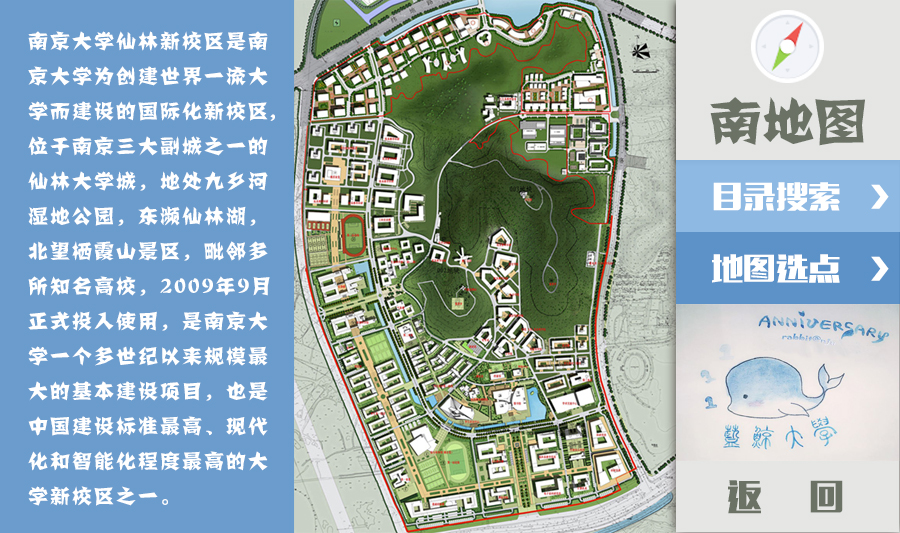 南京大学仙林新校区是南
京大学为创建世界一流大
学而建设的国际化新校区，
位于南京三大副城之一的
仙林大学城，地处九乡河
湿地公园，东濒仙林湖，
北望栖霞山景区，毗邻多
所知名高校，2009年9月
正式投入使用，是南京大
学一个多世纪以来规模最
大的基本建设项目，也是
中国建设标准最高、现代
化和智能化程度最高的大
学新校区之一。
南地图
目录搜索
地图选点
ANNIVERSARY
藍鯨大學
返 回